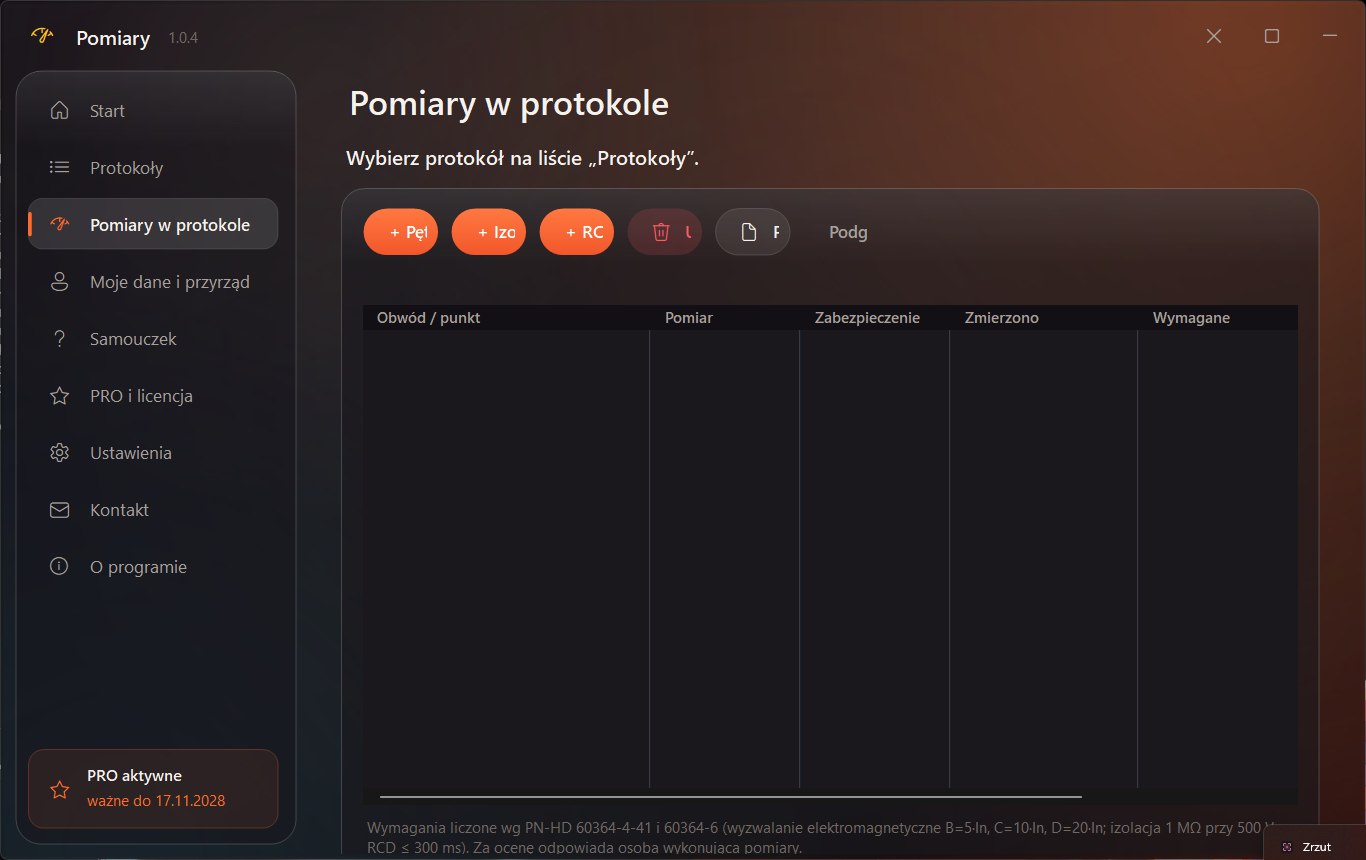 Pomiary 1.0.4
Start
Protokoły
Pomiary w protokole
Moje dane i przyrząd
Samouczek
PRO i licencja
Ustawienia
Kontakt
O programie
PRO aktywne
ważne do 17.11.2028
Pomiary w protokole
Wybierz protokół na liście „Protokoły”.
+ Pęt + Izo + RC U P Podg
Obwód / punkt Pomiar Zabezpieczenie Zmierzono Wymagane
Wymagania liczone wg PN-HD 60364-4-41 i 60364-6 (wyzwalanie elektromagnetyczne B=5·In, C=10·In, D=20·In; izolacja 1 MΩ przy 500 V
RCD ≤ 300 ms). Za ocenę odpowiada osoba wykonująca pomiary.
Zrzut